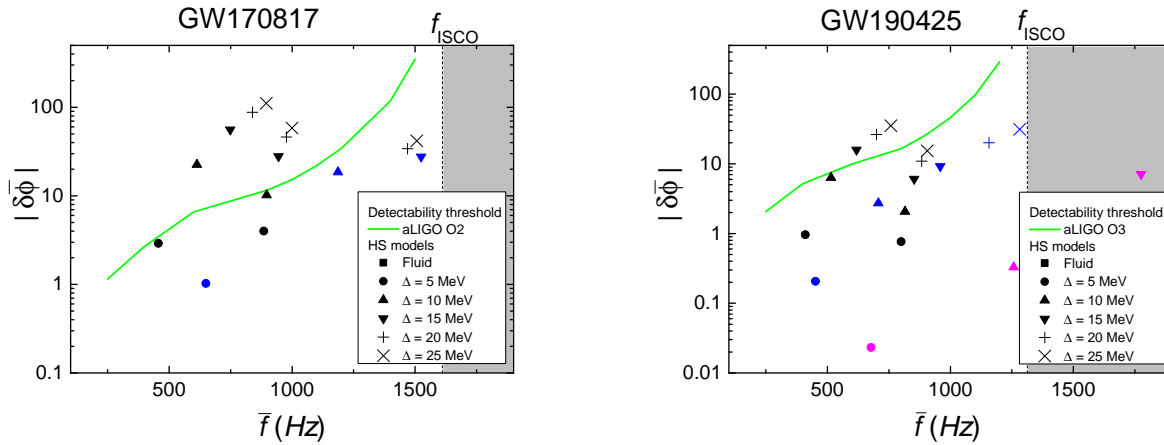 GW170817
f_ISCO
100
10
1
0.1
| δϕ̄ |
500
1000
1500
f̄ (Hz)
Detectability threshold
aLIGO O2
HS models
Fluid
Δ = 5 MeV
Δ = 10 MeV
Δ = 15 MeV
Δ = 20 MeV
Δ = 25 MeV
GW190425
f_ISCO
100
10
1
0.1
0.01
| δϕ̄ |
500
1000
1500
f̄ (Hz)
Detectability threshold
aLIGO O3
HS models
Fluid
Δ = 5 MeV
Δ = 10 MeV
Δ = 15 MeV
Δ = 20 MeV
Δ = 25 MeV